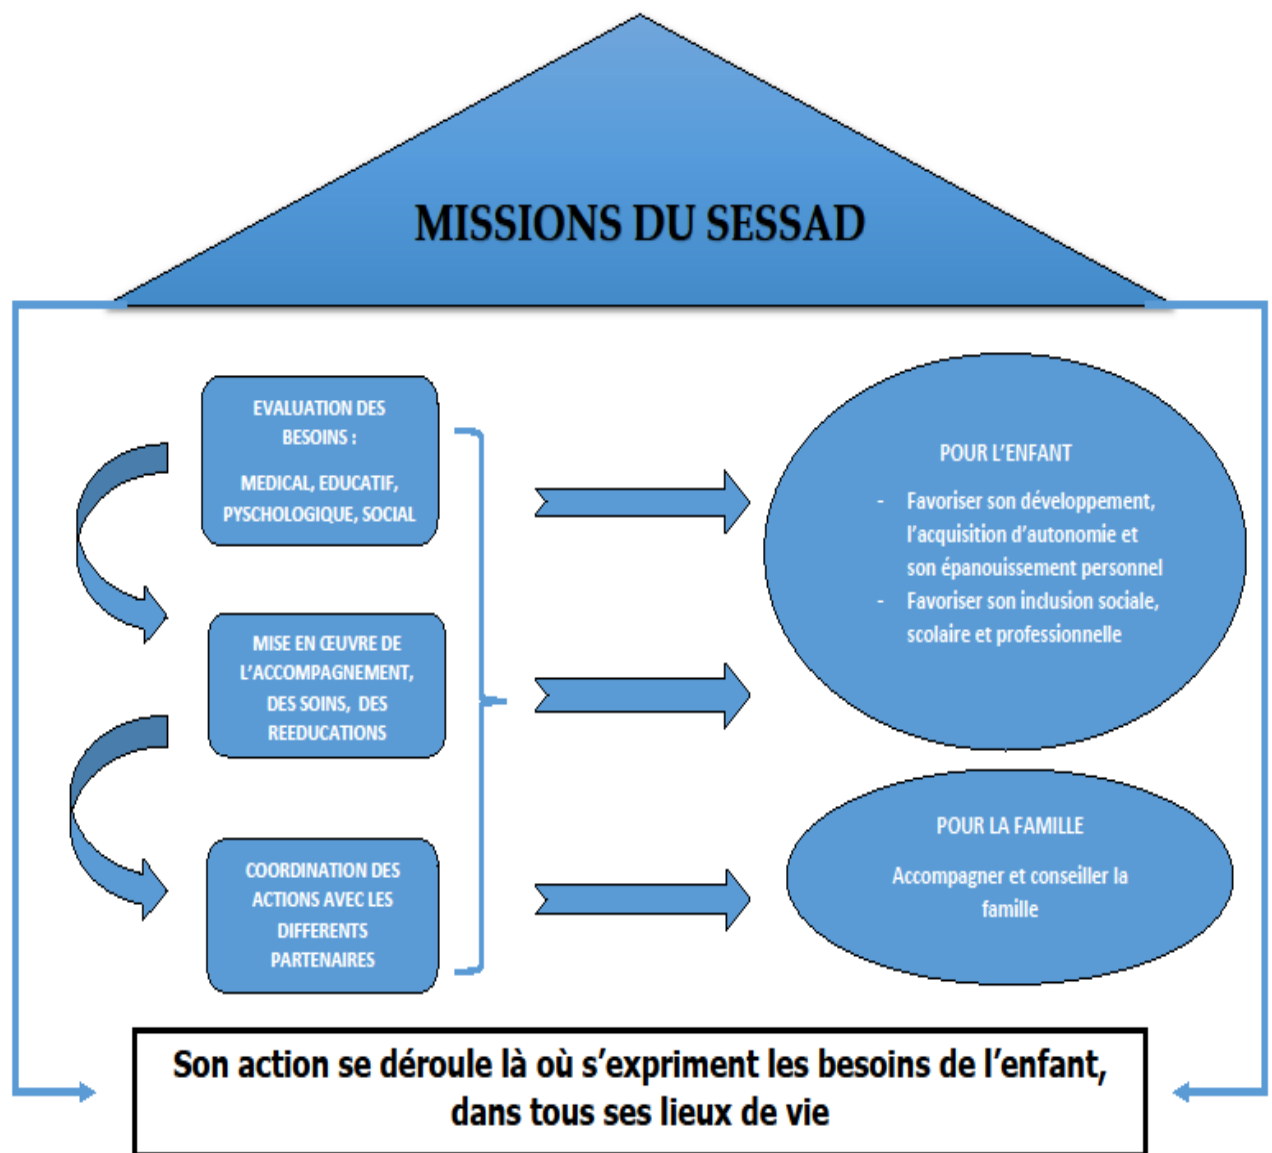 MISSIONS DU SESSAD
EVALUATION DES
BESOINS :
MEDICAL, EDUCATIF,
PYSCHOLOGIQUE, SOCIAL
MISE EN ŒUVRE DE
L’ACCOMPAGNEMENT,
DES SOINS, DES
REEDUCATIONS
COORDINATION DES
ACTIONS AVEC LES
DIFFERENTS
PARTENAIRES
POUR L’ENFANT
- Favoriser son développement,
l’acquisition d’autonomie et
son épanouissement personnel
- Favoriser son inclusion sociale,
scolaire et professionnelle
POUR LA FAMILLE
Accompagner et conseiller la
famille
Son action se déroule là où s’expriment les besoins de l’enfant,
dans tous ses lieux de vie